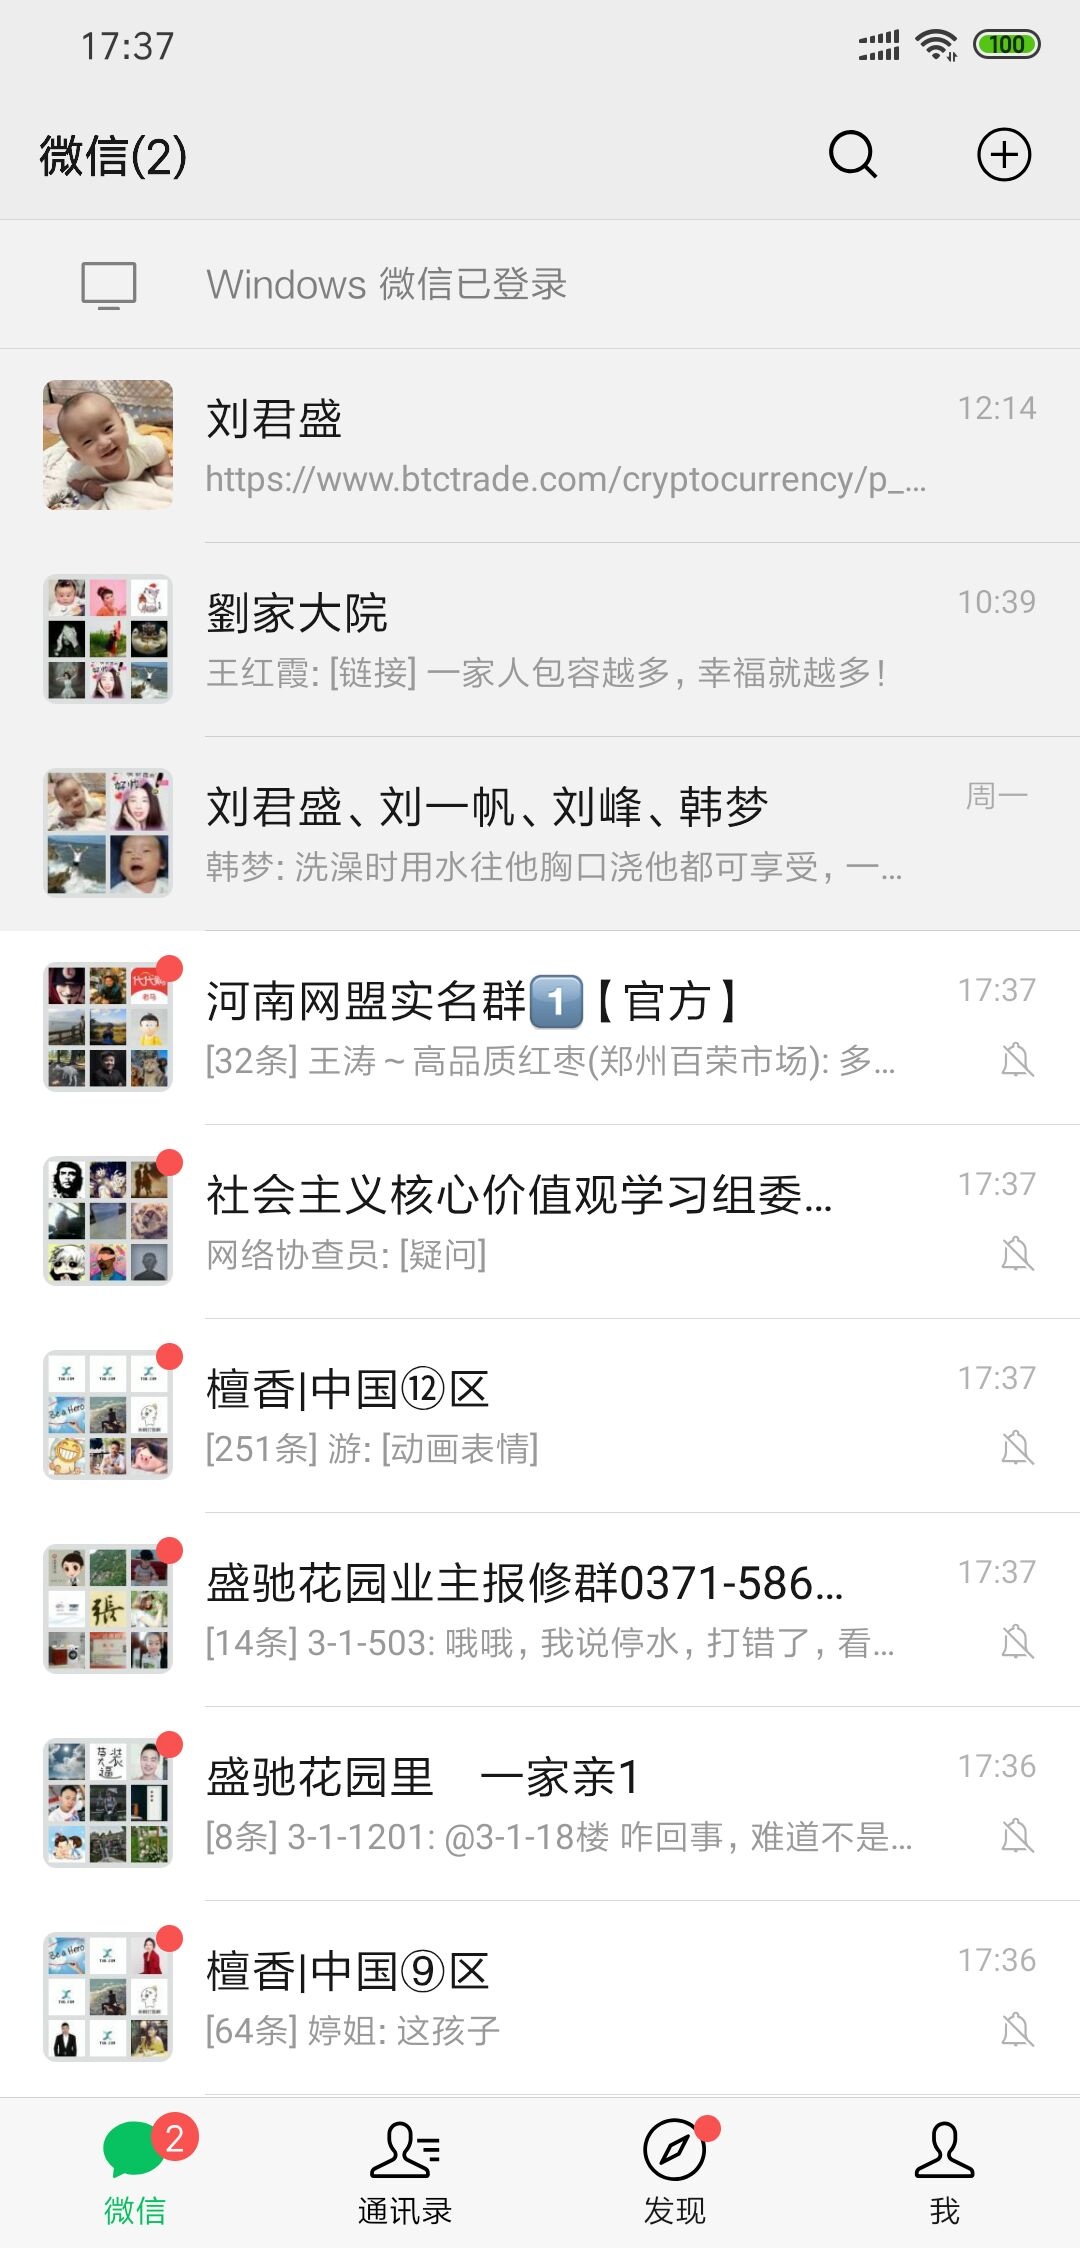 17:37
100
微信(2)
Windows 微信已登录
刘君盛
12:14
https://www.btctrade.com/cryptocurrency/p_...
劉家大院
10:39
王红霞: [链接] 一家人包容越多，幸福就越多！
刘君盛、刘一帆、刘峰、韩梦
周一
韩梦: 洗澡时用水往他胸口浇他都可享受，一...
河南网盟实名群1️⃣【官方】
17:37
[32条] 王涛～高品质红枣(郑州百荣市场): 多...
社会主义核心价值观学习组委...
17:37
网络协查员: [疑问]
檀香|中国⑫区
17:37
[251条] 游: [动画表情]
盛驰花园业主报修群0371-586...
17:37
[14条] 3-1-503: 哦哦，我说停水，打错了，看...
盛驰花园里　一家亲1
17:36
[8条] 3-1-1201: @3-1-18楼 咋回事，难道不是...
檀香|中国⑨区
17:36
[64条] 婷姐: 这孩子
2
微信
通讯录
发现
我